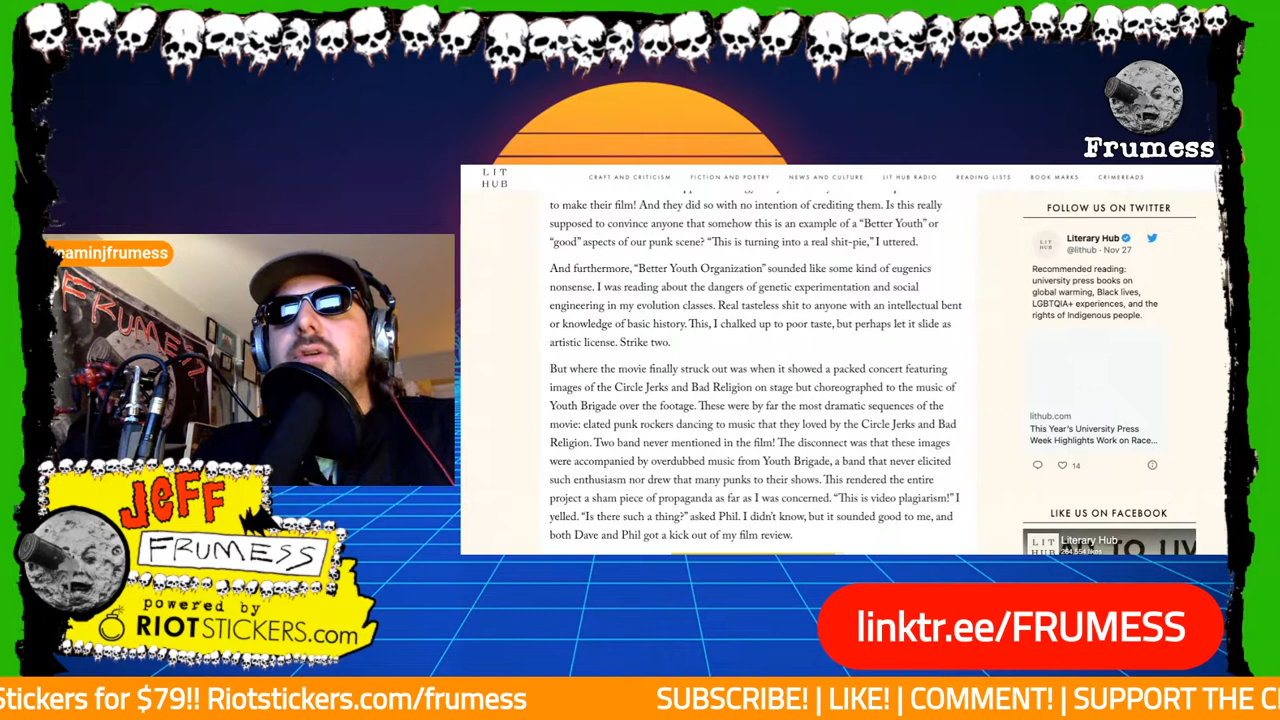 Frumess
LIT
HUB
CRAFT AND CRITICISM
FICTION AND POETRY
NEWS AND CULTURE
LIT HUB RADIO
READING LISTS
BOOK MARKS
CRIMEREADS
to make their film! And they did so with no intention of crediting them. Is this really
supposed to convince anyone that somehow this is an example of a “Better Youth” or
“good” aspects of our punk scene? “This is turning into a real shit-pie,” I uttered.
And furthermore, “Better Youth Organization” sounded like some kind of eugenics
nonsense. I was reading about the dangers of genetic experimentation and social
engineering in my evolution classes. Real tasteless shit to anyone with an intellectual bent
or knowledge of basic history. This, I chalked up to poor taste, but perhaps let it slide as
artistic license. Strike two.
But where the movie finally struck out was when it showed a packed concert featuring
images of the Circle Jerks and Bad Religion on stage but choreographed to the music of
Youth Brigade over the footage. These were by far the most dramatic sequences of the
movie: elated punk rockers dancing to music that they loved by the Circle Jerks and Bad
Religion. Two band never mentioned in the film! The disconnect was that these images
were accompanied by overdubbed music from Youth Brigade, a band that never elicited
such enthusiasm nor drew that many punks to their shows. This rendered the entire
project a sham piece of propaganda as far as I was concerned. “This is video plagiarism!” I
yelled. “Is there such a thing?” asked Phil. I didn’t know, but it sounded good to me, and
both Dave and Phil got a kick out of my film review.
FOLLOW US ON TWITTER
LIT
HUB
Literary Hub
@lithub · Nov 27
Recommended reading:
university press books on
global warming, Black lives,
LGBTQIA+ experiences, and the
rights of Indigenous people.
lithub.com
This Year’s University Press
Week Highlights Work on Race...
14
LIKE US ON FACEBOOK
LIT
HUB
Literary Hub
eaminjfrumess
FRUMESS
JEFF
FRUMESS
powered by
RIOTSTICKERS.com
linktr.ee/FRUMESS
Stickers for $79!! Riotstickers.com/frumess
SUBSCRIBE! | LIKE! | COMMENT! | SUPPORT THE